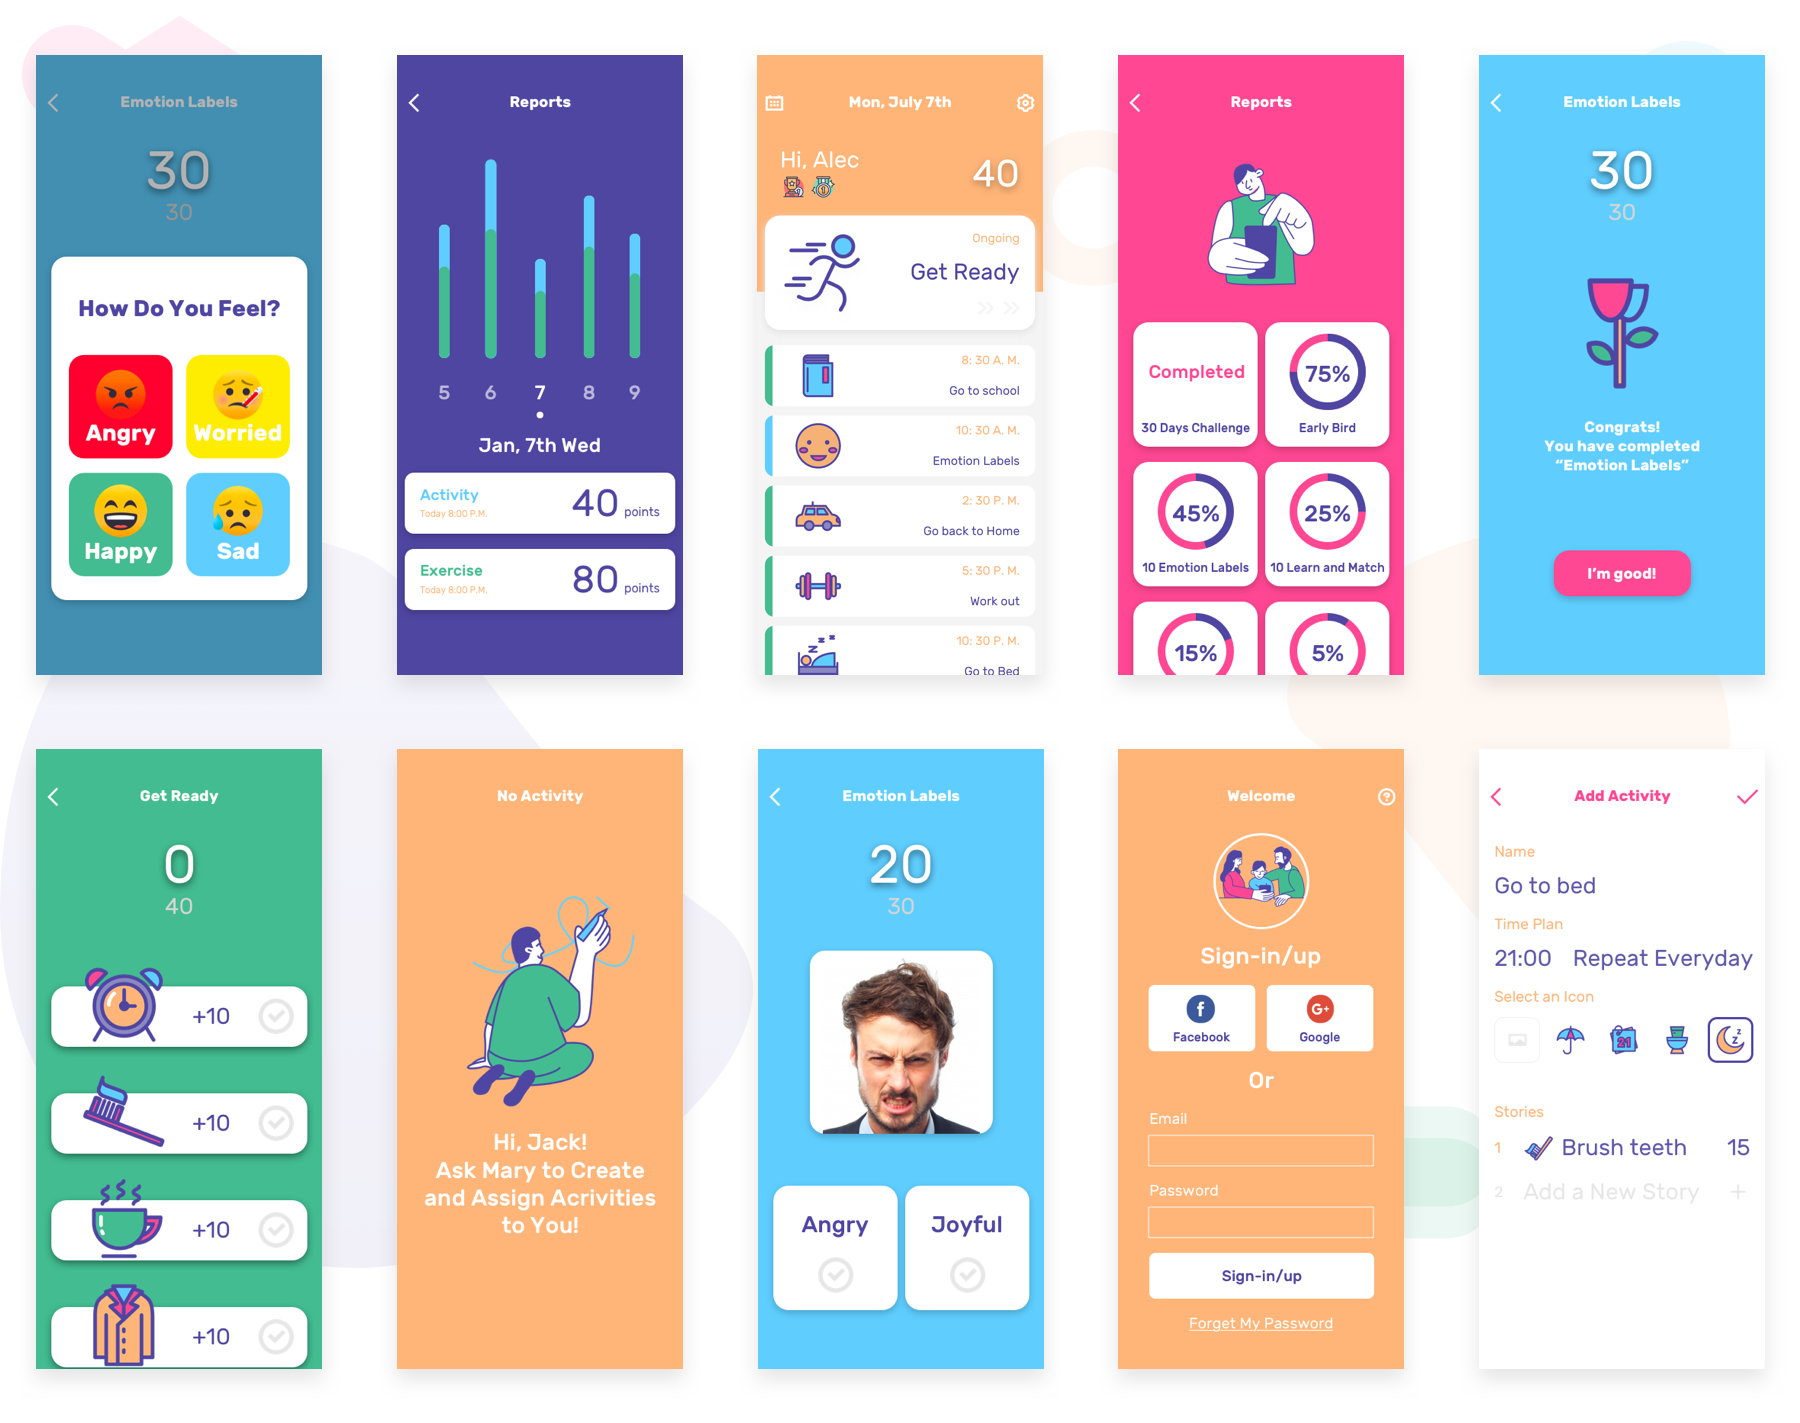 Emotion Labels
30
30
How Do You Feel?
Angry
Worried
Happy
Sad
Reports
5 6 7 8 9
Jan, 7th Wed
Activity
Today 8:00 P.M.
40 points
Exercise
Today 8:00 P.M.
80 points
Mon, July 7th
Hi, Alec
40
1
Ongoing
Get Ready
8: 30 A. M.
Go to school
10: 30 A. M.
Emotion Labels
2: 30 P. M.
Go back to Home
5: 30 P. M.
Work out
10: 30 P. M.
z z z
Go to Bed
Reports
Completed
30 Days Challenge
75%
Early Bird
45%
10 Emotion Labels
25%
10 Learn and Match
15%
5%
Emotion Labels
30
30
Congrats!
You have completed
“Emotion Labels”
I’m good!
Get Ready
0
40
+10
+10
+10
+10
No Activity
Hi, Jack!
Ask Mary to Create
and Assign Acrivities
to You!
Emotion Labels
20
30
Angry
Joyful
Welcome
?
Sign-in/up
f
Facebook
G+
Google
Or
Email
Password
Sign-in/up
Forget My Password
Add Activity
Name
Go to bed
Time Plan
21:00 Repeat Everyday
Select an Icon
21
z z
Stories
1 Brush teeth 15
2 Add a New Story +